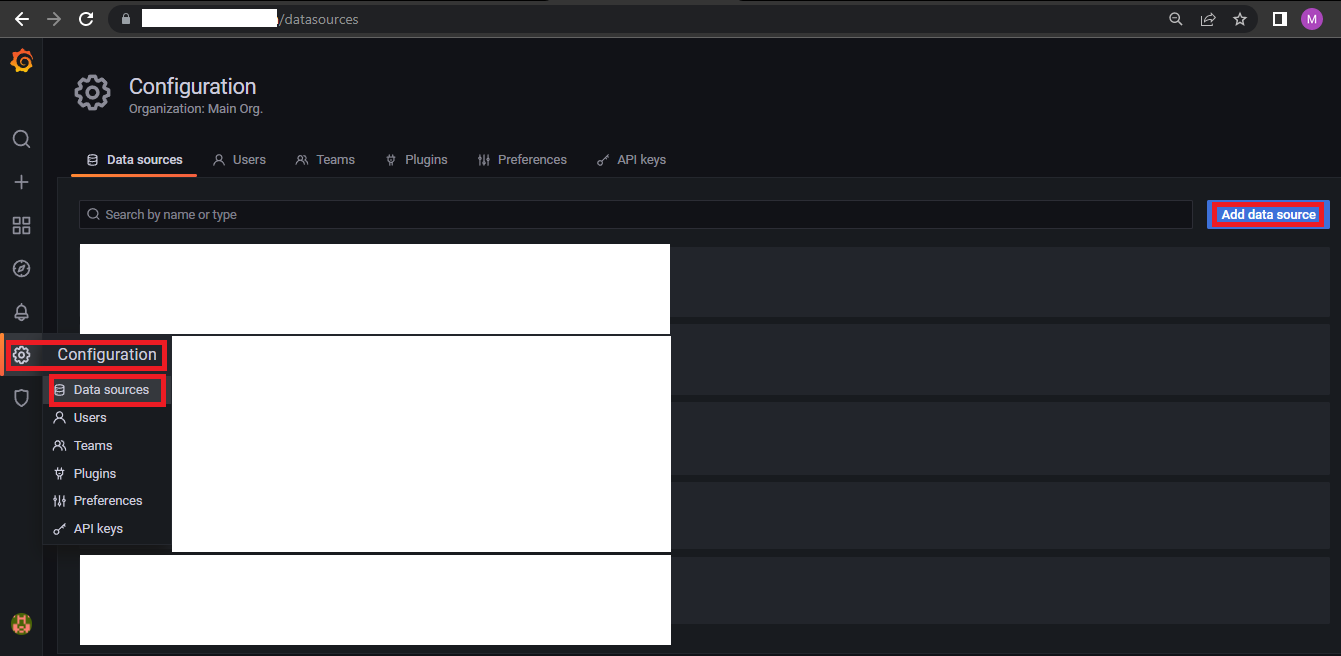 /datasources
M
Configuration
Organization: Main Org.
Data sources
Users
Teams
Plugins
Preferences
API keys
Search by name or type
Add data source
Configuration
Data sources
Users
Teams
Plugins
Preferences
API keys